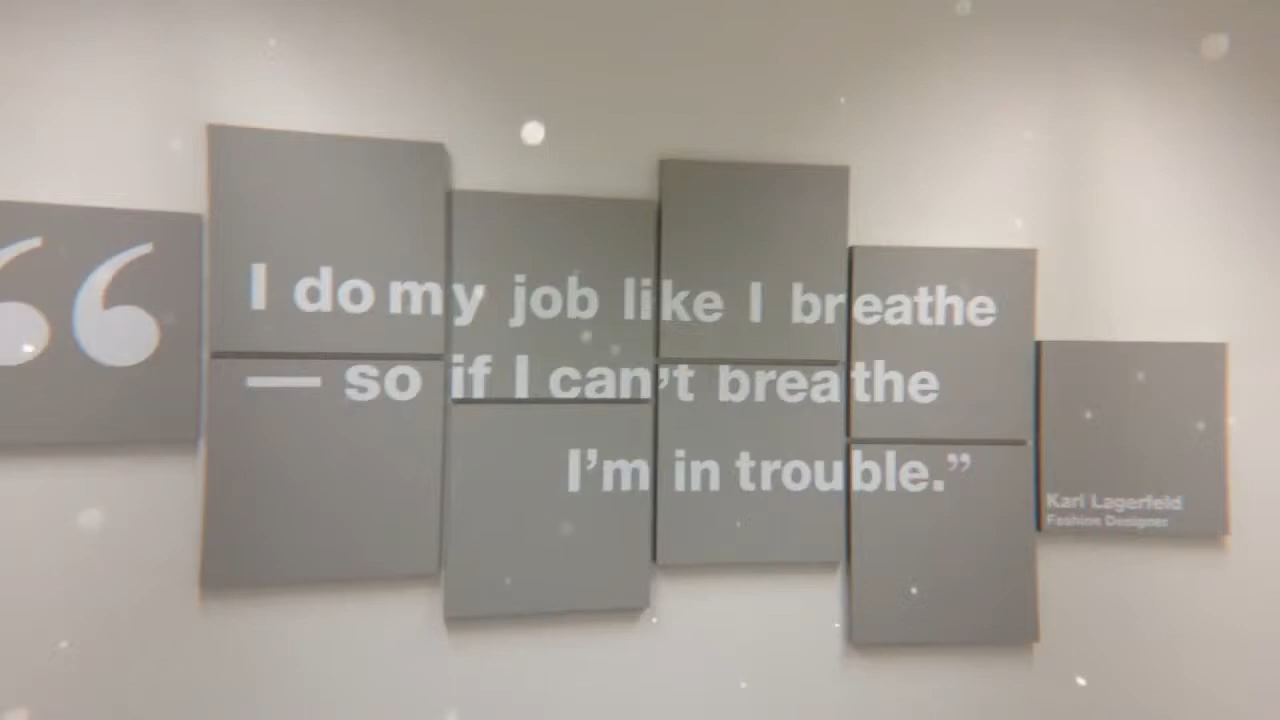 “
I do my job like I breathe
— so if I can’t breathe
I’m in trouble.”
Karl Lagerfeld
Fashion Designer